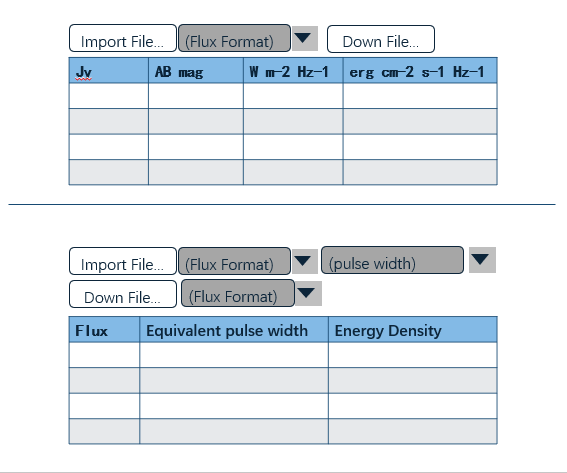 Import File... (Flux Format) Down File...
Jv AB mag W m-2 Hz-1 erg cm-2 s-1 Hz-1
Import File... (Flux Format) (pulse width)
Down File... (Flux Format)
Flux Equivalent pulse width Energy Density